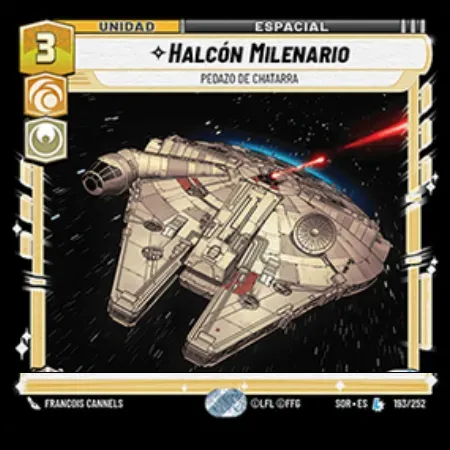 UNIDAD
ESPACIAL
3
HALCÓN MILENARIO
PEDAZO DE CHATARRA
FRANCOIS CANNELS
©LFL ©FFG
SOR • ES
193/252